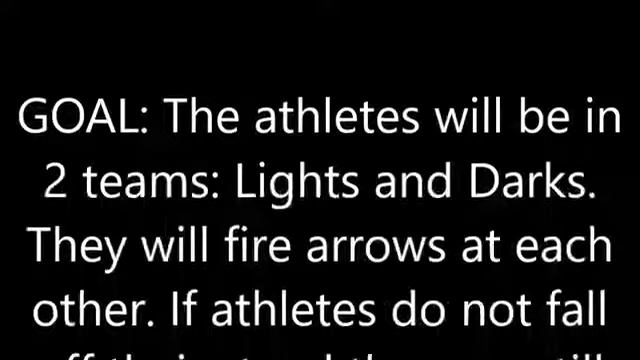 GOAL: The athletes will be in
2 teams: Lights and Darks.
They will fire arrows at each
other. If athletes do not fall